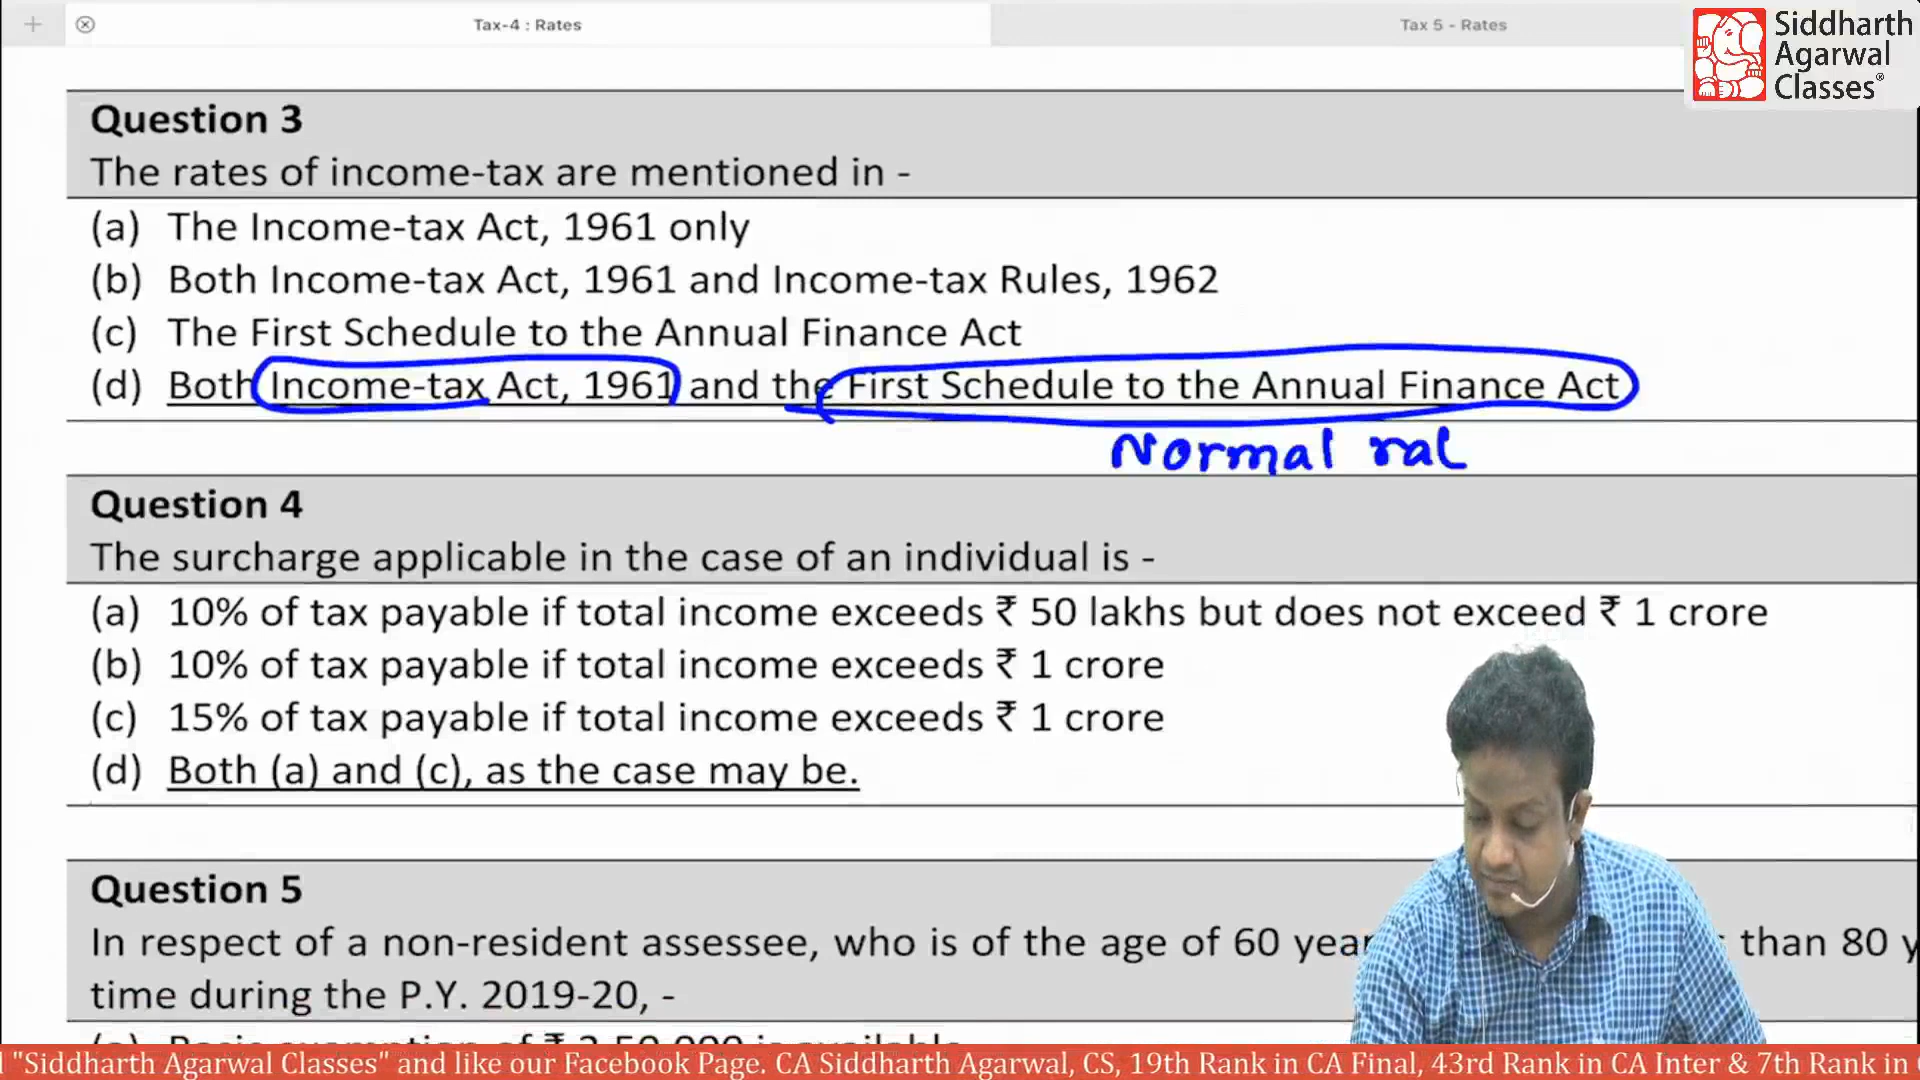 Tax-4 : Rates
Tax 5 - Rates
Siddharth
Agarwal
Classes®
Question 3
The rates of income-tax are mentioned in -
(a) The Income-tax Act, 1961 only
(b) Both Income-tax Act, 1961 and Income-tax Rules, 1962
(c) The First Schedule to the Annual Finance Act
(d) Both Income-tax Act, 1961 and the First Schedule to the Annual Finance Act
Normal
Question 4
The surcharge applicable in the case of an individual is -
(a) 10% of tax payable if total income exceeds ₹ 50 lakhs but does not exceed ₹ 1 crore
(b) 10% of tax payable if total income exceeds ₹ 1 crore
(c) 15% of tax payable if total income exceeds ₹ 1 crore
(d) Both (a) and (c), as the case may be.
Question 5
In respect of a non-resident assessee, who is of the age of 60 than 80
time during the P.Y. 2019-20, -
"Siddharth Agarwal Classes" and like our Facebook Page. CA Siddharth Agarwal, CS, 19th Rank in CA Final, 43rd Rank in CA Inter & 7th Rank in